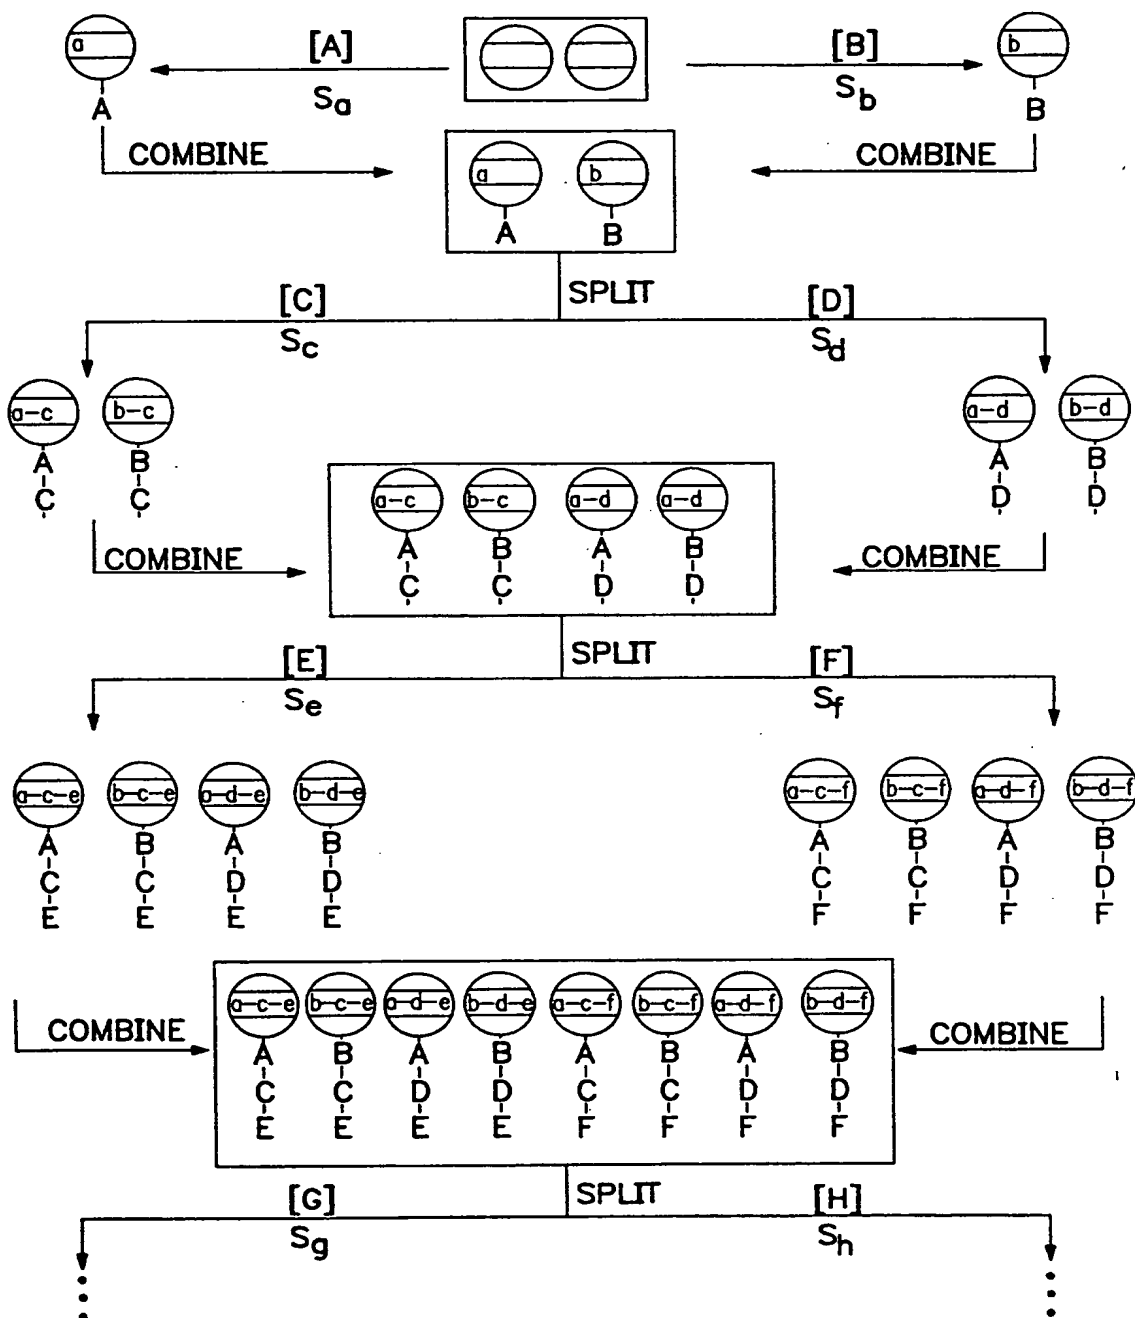 a [A] [B] b
Sa Sb
A B
COMBINE COMBINE
a b
A B
SPLIT
[C] [D]
Sc Sd
a-c b-c a-d b-d
A B A B
C C D D
a-c b-c a-d a-d
A B A B
C C D D
COMBINE COMBINE
SPLIT
[E] [F]
Se Sf
a-c-e b-c-e a-d-e b-d-e a-c-f b-c-f a-d-f b-d-f
A B A B A B A B
C C D D C C D D
E E E E F F F F
a-c-e b-c-e a-d-e b-d-e a-c-f b-c-f a-d-f b-d-f
COMBINE COMBINE
A B A B A B A B
C C D D C C D D
E E E E F F F F
SPLIT
[G] [H]
Sg Sh